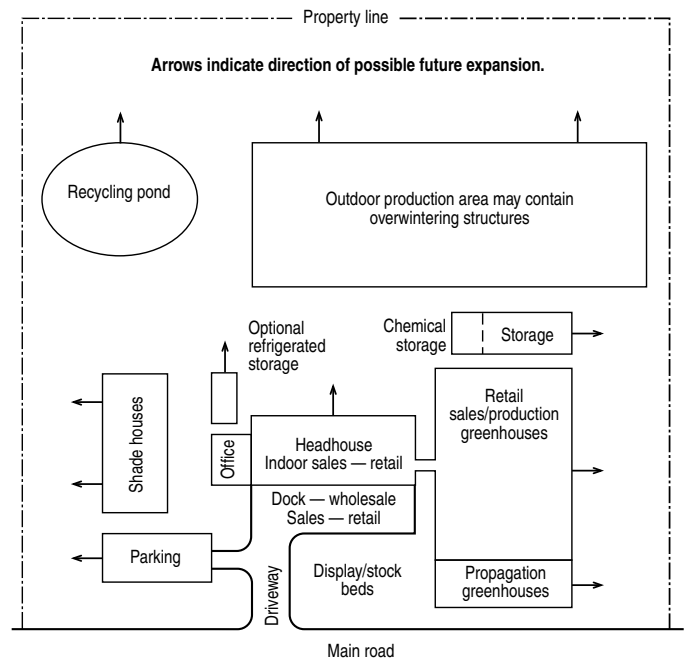 Property line
Arrows indicate direction of possible future expansion.
Recycling pond
Outdoor production area may contain
overwintering structures
Optional
refrigerated
storage
Chemical
storage
Storage
Shade houses
Office
Headhouse
Indoor sales — retail
Retail
sales/production
greenhouses
Dock — wholesale
Sales — retail
Parking
Driveway
Display/stock
beds
Propagation
greenhouses
Main road